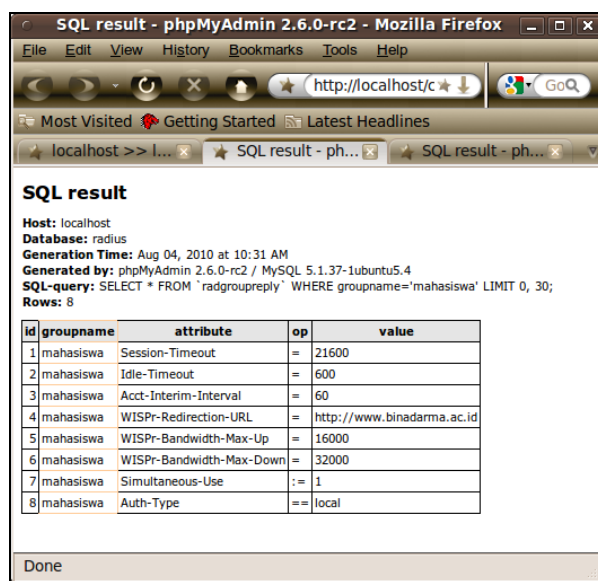 SQL result - phpMyAdmin 2.6.0-rc2 - Mozilla Firefox
File Edit View History Bookmarks Tools Help
http://localhost/c GoQ
Most Visited Getting Started Latest Headlines
localhost >> l... SQL result - ph... SQL result - ph...
SQL result
Host: localhost
Database: radius
Generation Time: Aug 04, 2010 at 10:31 AM
Generated by: phpMyAdmin 2.6.0-rc2 / MySQL 5.1.37-1ubuntu5.4
SQL-query: SELECT * FROM `radgroupreply` WHERE groupname='mahasiswa' LIMIT 0, 30;
Rows: 8
id groupname attribute op value
1 mahasiswa Session-Timeout = 21600
2 mahasiswa Idle-Timeout = 600
3 mahasiswa Acct-Interim-Interval = 60
4 mahasiswa WISPr-Redirection-URL = http://www.binadarma.ac.id
5 mahasiswa WISPr-Bandwidth-Max-Up = 16000
6 mahasiswa WISPr-Bandwidth-Max-Down = 32000
7 mahasiswa Simultaneous-Use := 1
8 mahasiswa Auth-Type == local
Done